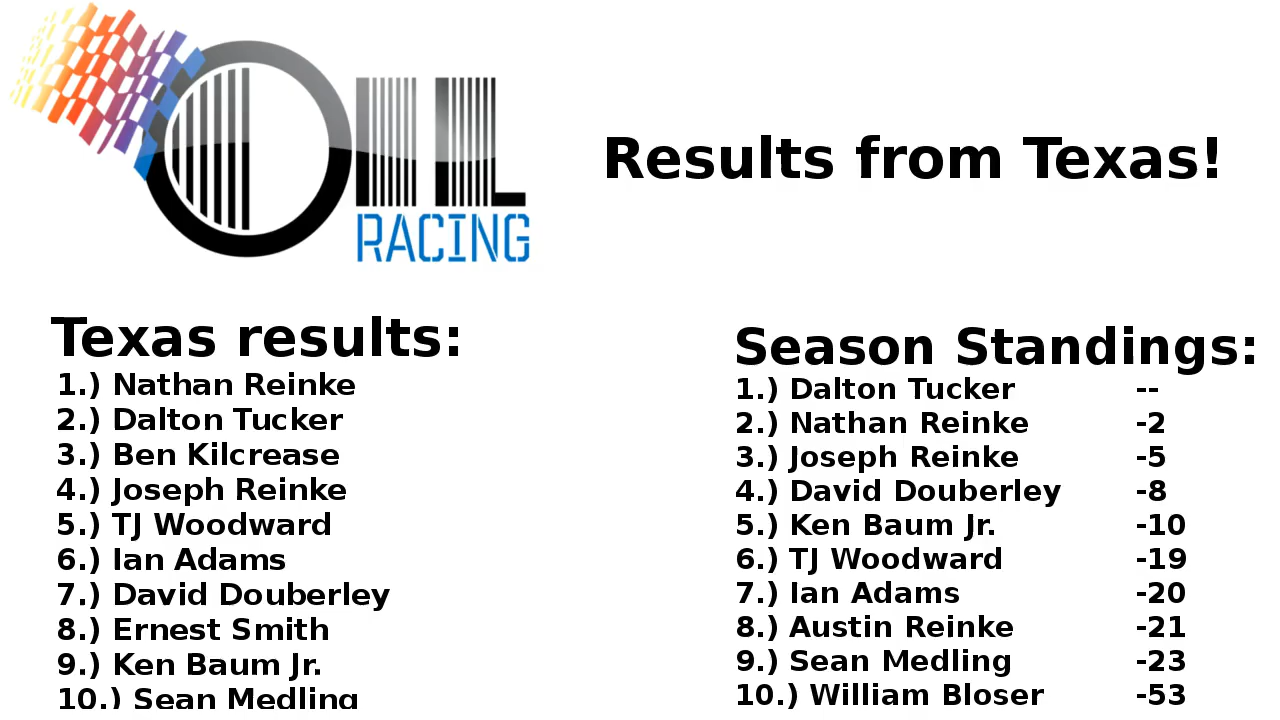 OIL
RACING
Results from Texas!
Texas results:
1.) Nathan Reinke
2.) Dalton Tucker
3.) Ben Kilcrease
4.) Joseph Reinke
5.) TJ Woodward
6.) Ian Adams
7.) David Douberley
8.) Ernest Smith
9.) Ken Baum Jr.
10.) Sean Medling
Season Standings:
1.) Dalton Tucker --
2.) Nathan Reinke -2
3.) Joseph Reinke -5
4.) David Douberley -8
5.) Ken Baum Jr. -10
6.) TJ Woodward -19
7.) Ian Adams -20
8.) Austin Reinke -21
9.) Sean Medling -23
10.) William Bloser -53